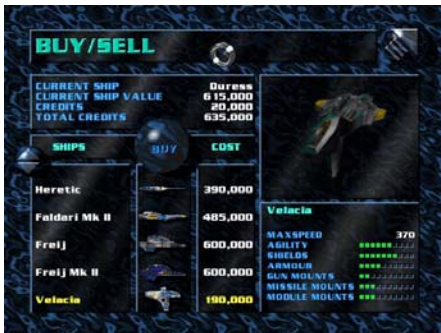 BUY/SELL
CURRENT SHIP Duress
CURRENT SHIP VALUE 615,000
CREDITS 20,000
TOTAL CREDITS 635,000
SHIPS BUY COST
Heretic 390,000
Faldari Mk II 485,000
Freij 600,000
Freij Mk II 600,000
Velacia 190,000
Velacia
MAXSPEED 370
AGILITY
SHIELDS
ARMOUR
GUN MOUNTS
MISSILE MOUNTS
MODULE MOUNTS